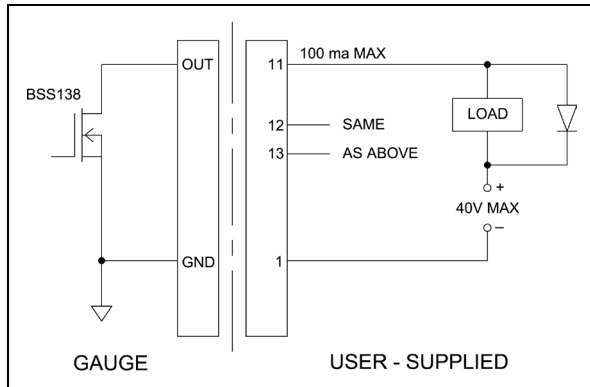 OUT
11
100 ma MAX
BSS138
LOAD
12
SAME
13
AS ABOVE
+
40V MAX
–
GND
1
GAUGE
USER - SUPPLIED